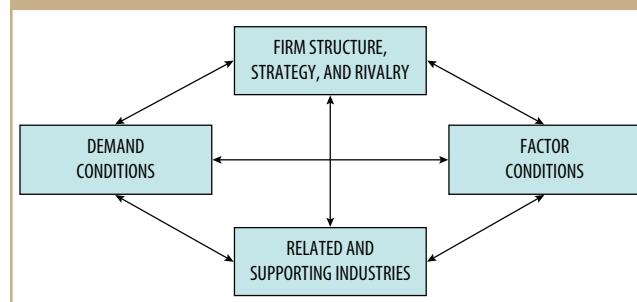 FIRM STRUCTURE,
STRATEGY, AND RIVALRY
DEMAND
CONDITIONS
FACTOR
CONDITIONS
RELATED AND
SUPPORTING INDUSTRIES